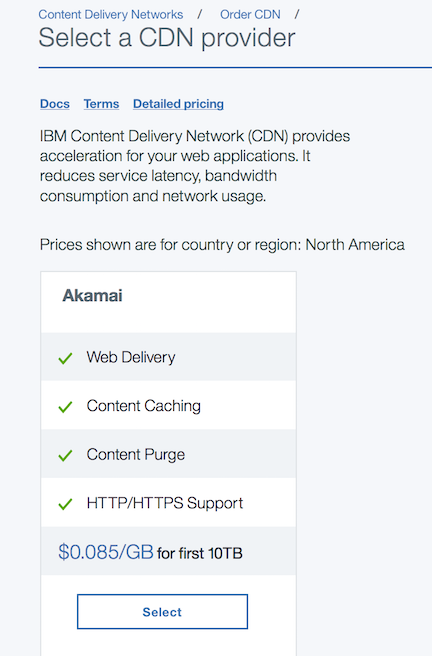 Content Delivery Networks / Order CDN /
Select a CDN provider
Docs Terms Detailed pricing
IBM Content Delivery Network (CDN) provides
acceleration for your web applications. It
reduces service latency, bandwidth
consumption and network usage.
Prices shown are for country or region: North America
Akamai
Web Delivery
Content Caching
Content Purge
HTTP/HTTPS Support
$0.085/GB for first 10TB
Select